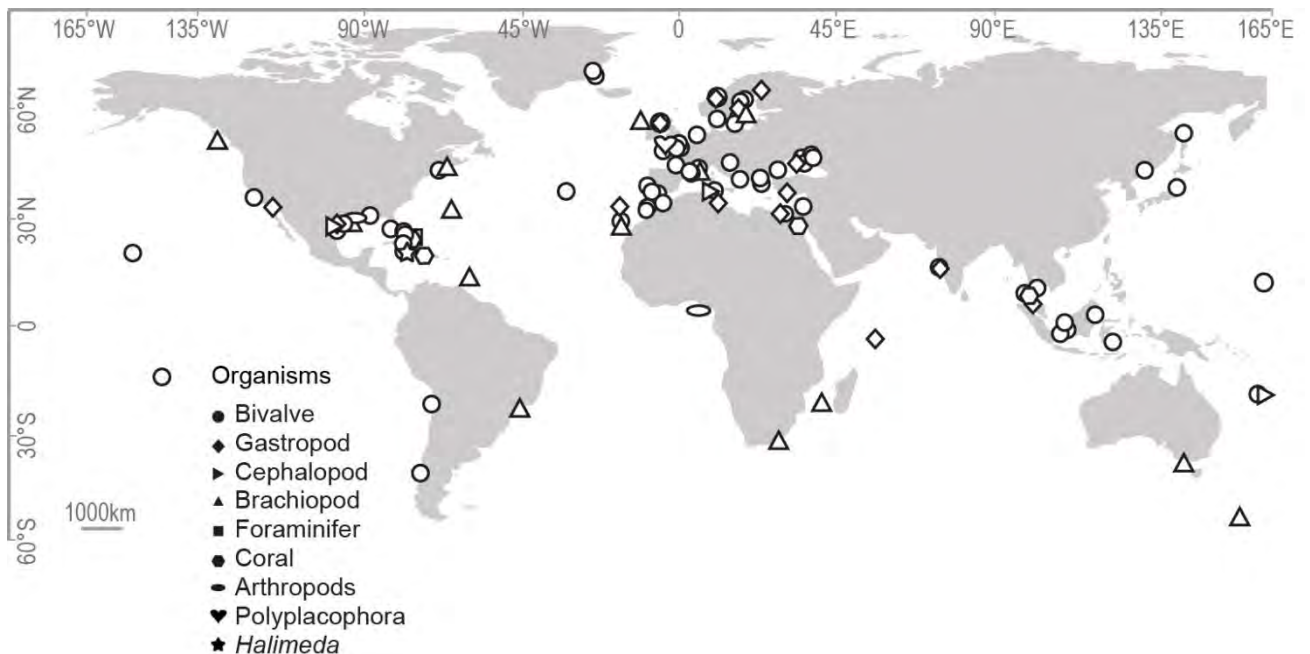 165°W 135°W 90°W 45°W 0 45°E 90°E 135°E 165°E
60°N
30°N
0
30°S
60°S
1000km
Organisms
Bivalve
Gastropod
Cephalopod
Brachiopod
Foraminifer
Coral
Arthropods
Polyplacophora
Halimeda